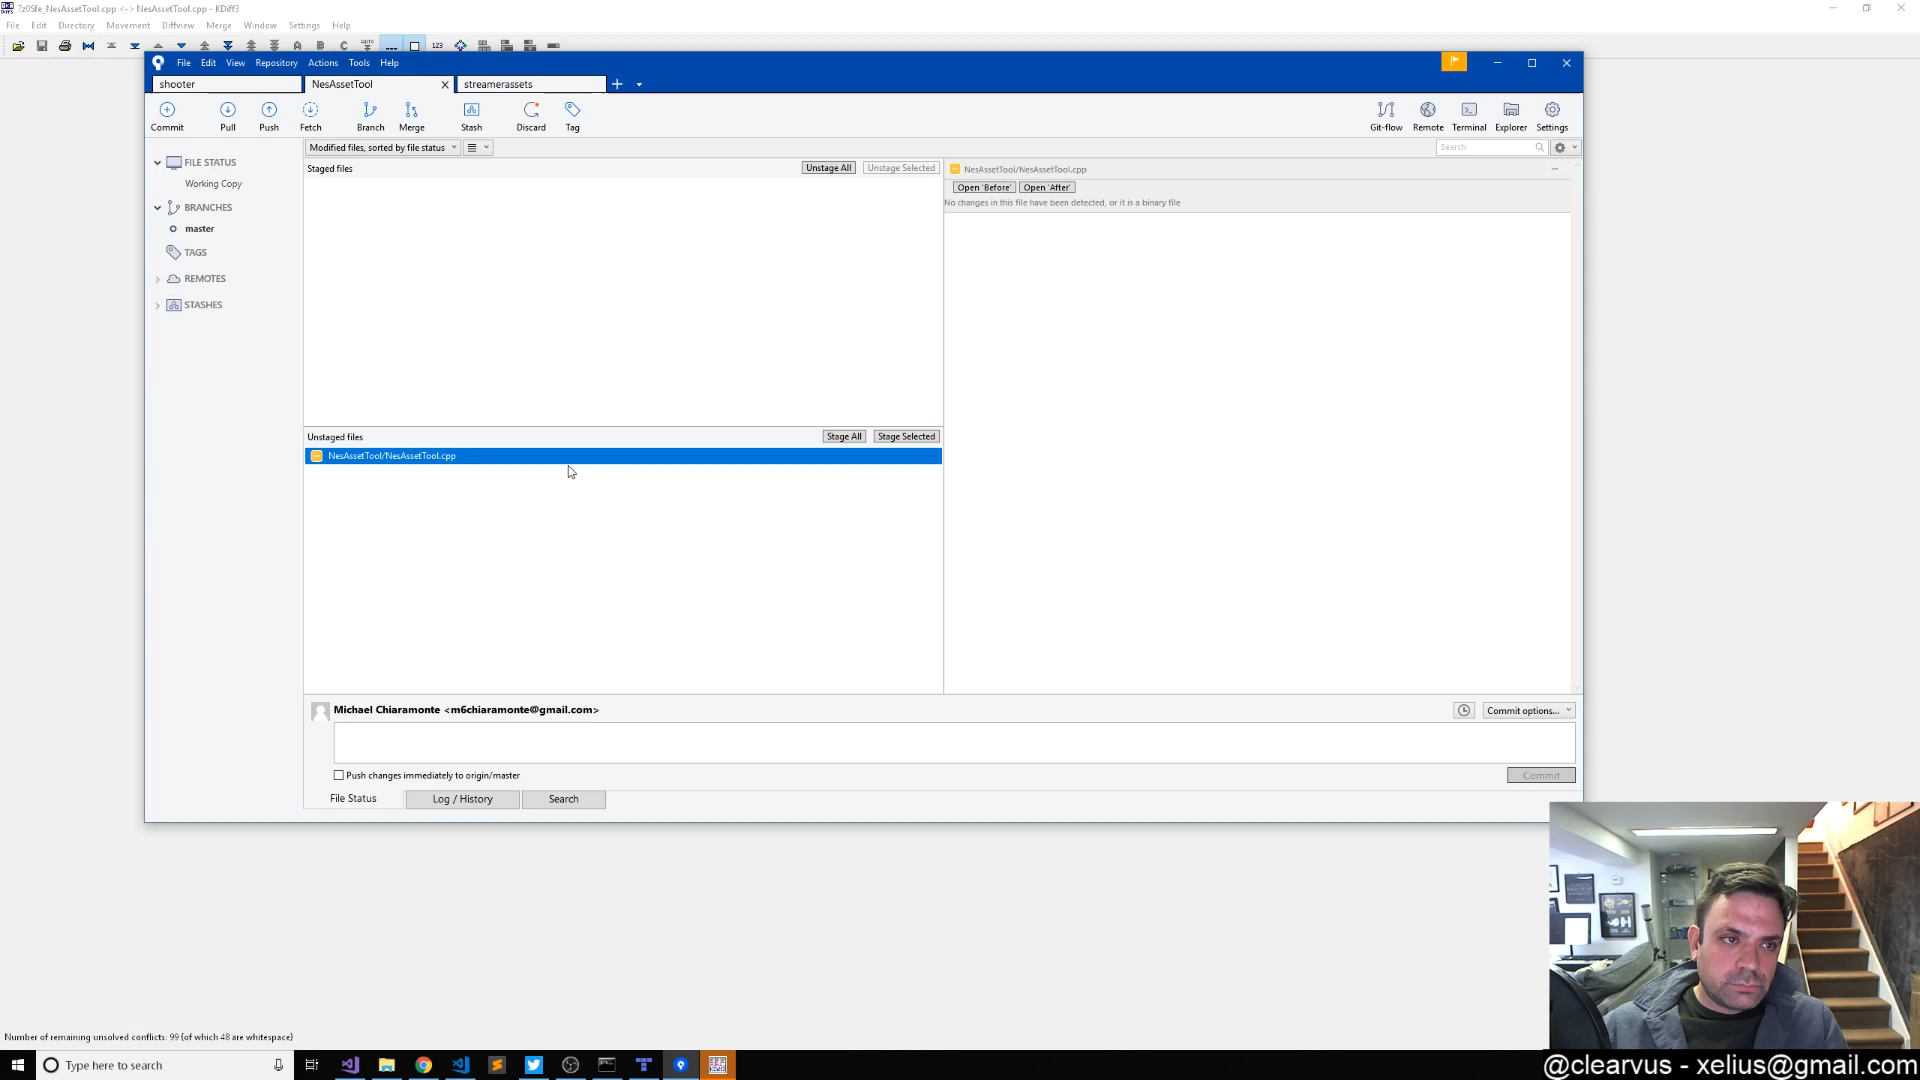 7z0Sfe_NesAssetTool.cpp <-> NesAssetTool.cpp - KDiff3
File Edit Directory Movement Diffview Merge Window Settings Help
A B C AUTO 123
File Edit View Repository Actions Tools Help
shooter NesAssetTool streamerassets
Commit Pull Push Fetch Branch Merge Stash Discard Tag Git-flow Remote Terminal Explorer Settings
Modified files, sorted by file status Search
FILE STATUS
Working Copy
BRANCHES
master
TAGS
REMOTES
STASHES
Staged files Unstage All Unstage Selected
NesAssetTool/NesAssetTool.cpp ...
Open 'Before' Open 'After'
No changes in this file have been detected, or it is a binary file
Unstaged files Stage All Stage Selected
NesAssetTool/NesAssetTool.cpp
Michael Chiaramonte <m6chiaramonte@gmail.com> Commit options...
Push changes immediately to origin/master Commit
File Status Log / History Search
Number of remaining unsolved conflicts: 99 (of which 48 are whitespace)
Type here to search
@clearvus - xelius@gmail.com